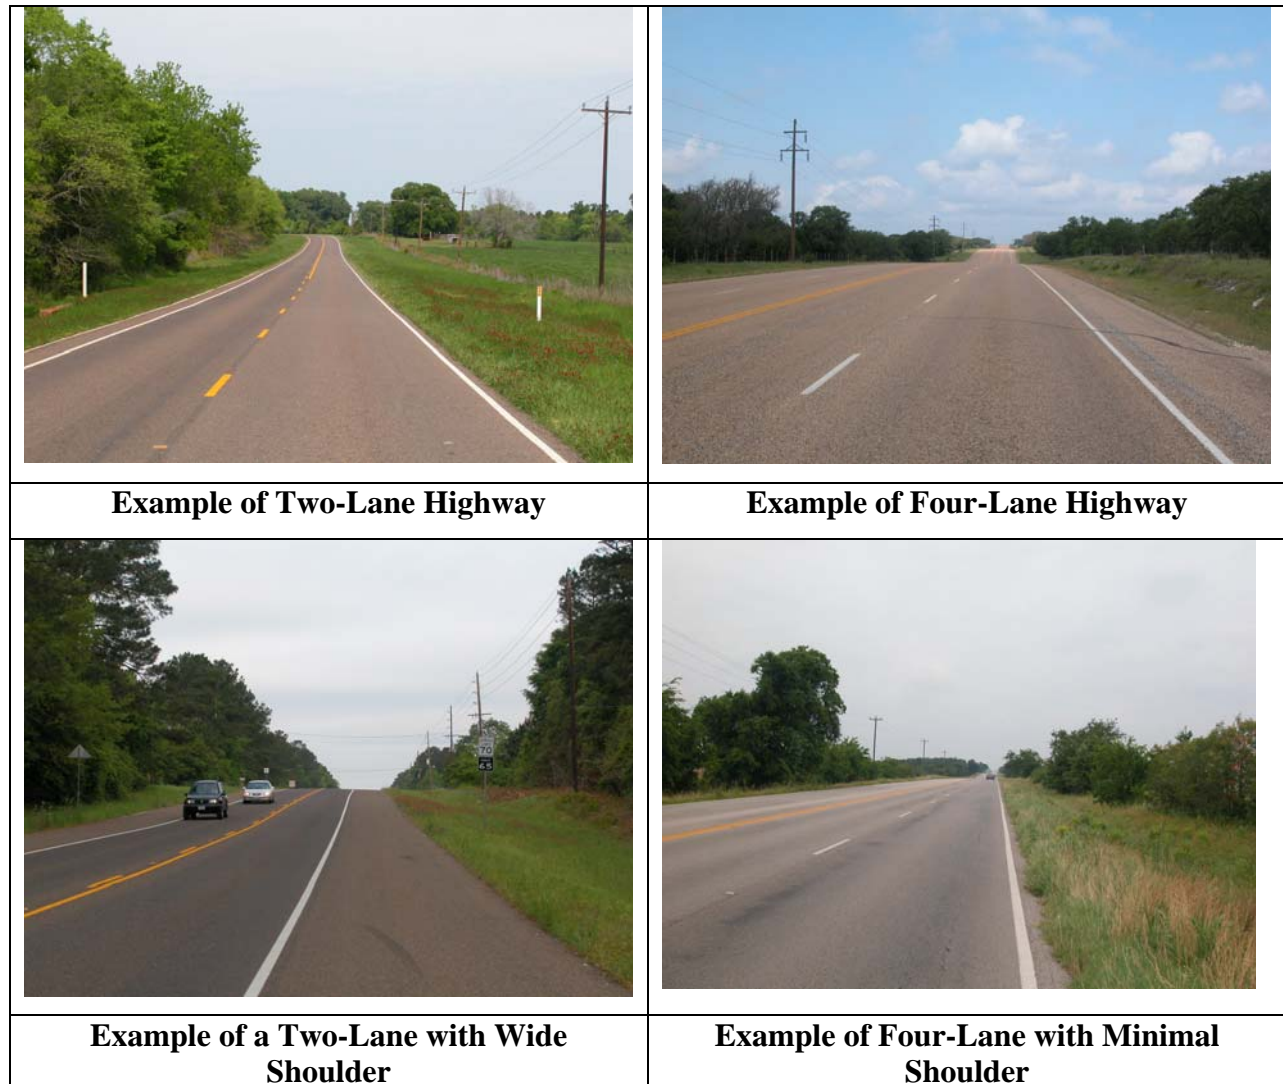 Example of Two-Lane Highway
Example of Four-Lane Highway
70
65
Example of a Two-Lane with Wide
Shoulder
Example of Four-Lane with Minimal
Shoulder